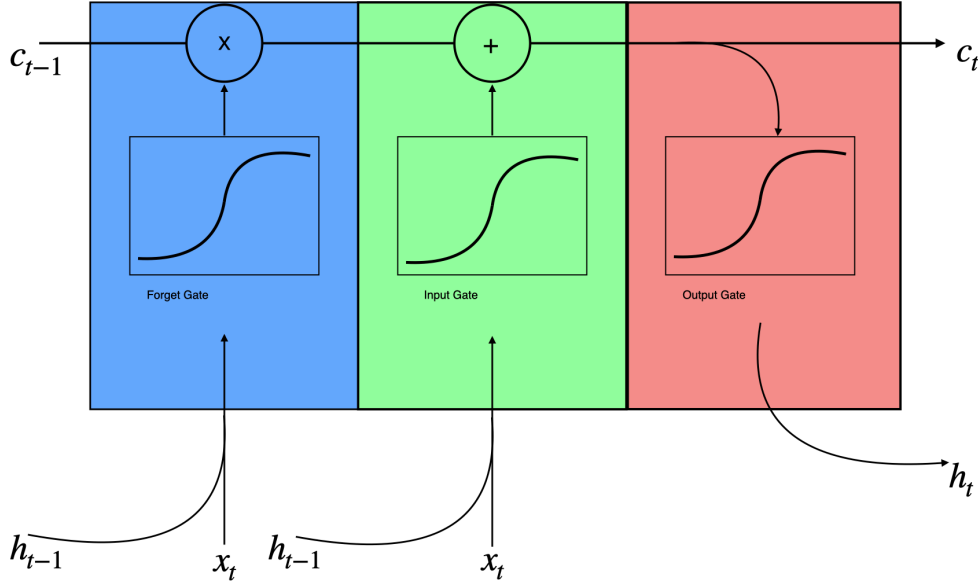 x
+
c_{t−1}
c_t
Forget Gate
Input Gate
Output Gate
h_t
h_{t−1}
x_t
h_{t−1}
x_t